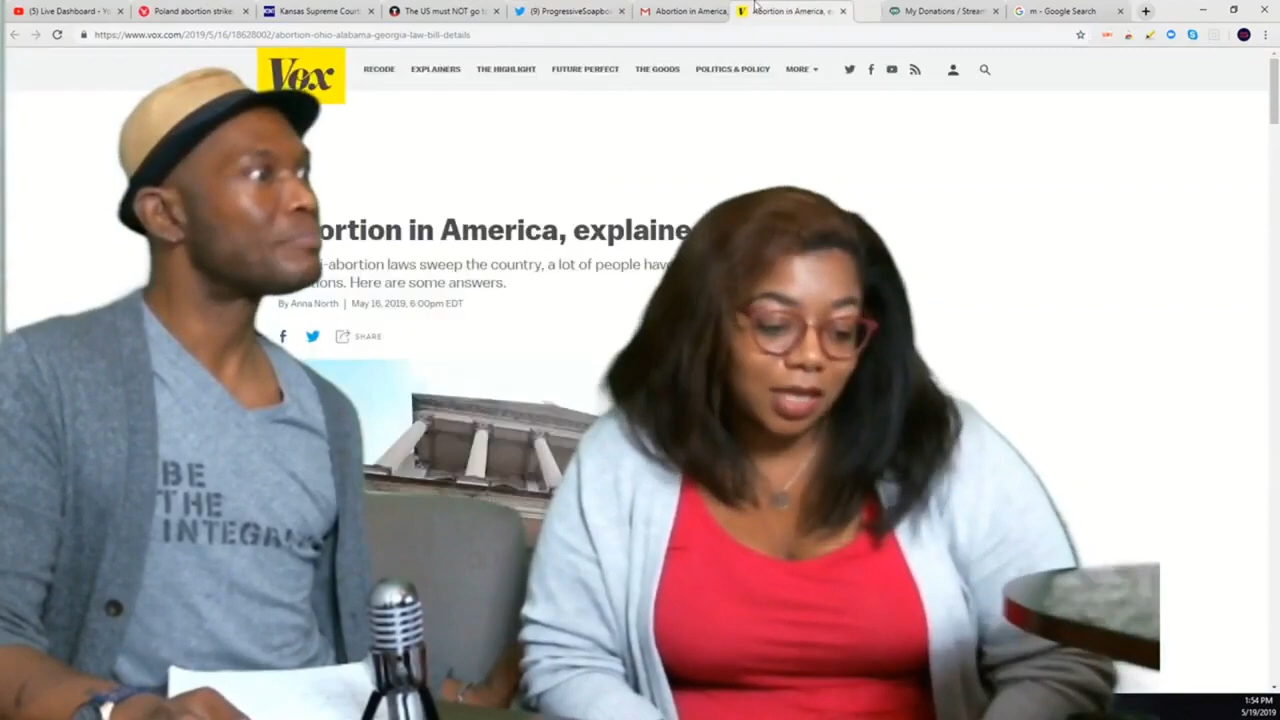 (5) Live Dashboard - Yo
Poland abortion strike
Kansas Supreme Court
The US must NOT go t
(9) ProgressiveSoapbo
Abortion in America,
Abortion in America, e
My Donations / Stream
m - Google Search
https://www.vox.com/2019/5/16/18628002/abortion-ohio-alabama-georgia-law-bill-details
Vox
RECODE
EXPLAINERS
THE HIGHLIGHT
FUTURE PERFECT
THE GOODS
POLITICS & POLICY
MORE
ortion in America, explaine
-abortion laws sweep the country, a lot of people have
tions. Here are some answers.
By Anna North | May 16, 2019, 6:00pm EDT
SHARE
BE
THE
INTEGRA
1:54 PM
5/19/2019